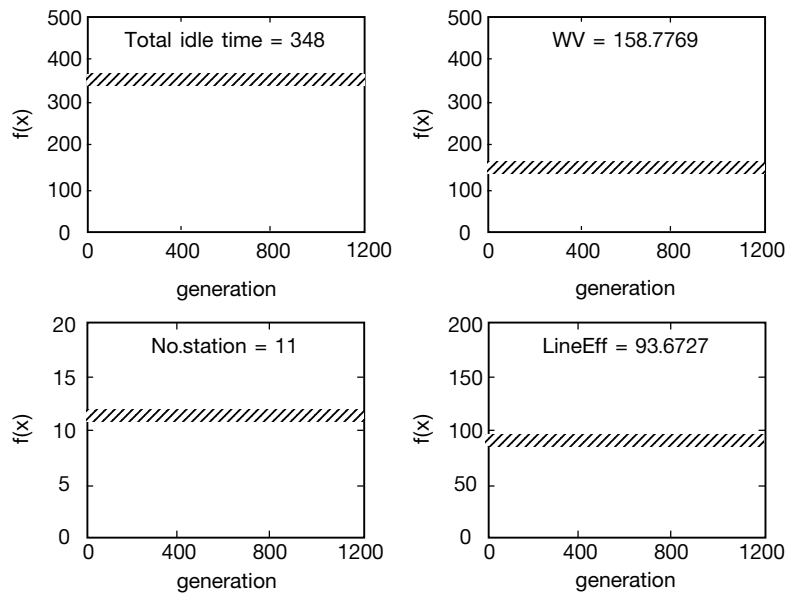 500
Total idle time = 348
400
300
f(x)
200
100
0
0 400 800 1200
generation
500
WV = 158.7769
400
300
f(x)
200
100
0
0 400 800 1200
generation
20
No.station = 11
15
f(x)
10
5
0
0 400 800 1200
generation
200
LineEff = 93.6727
150
f(x)
100
50
0
0 400 800 1200
generation